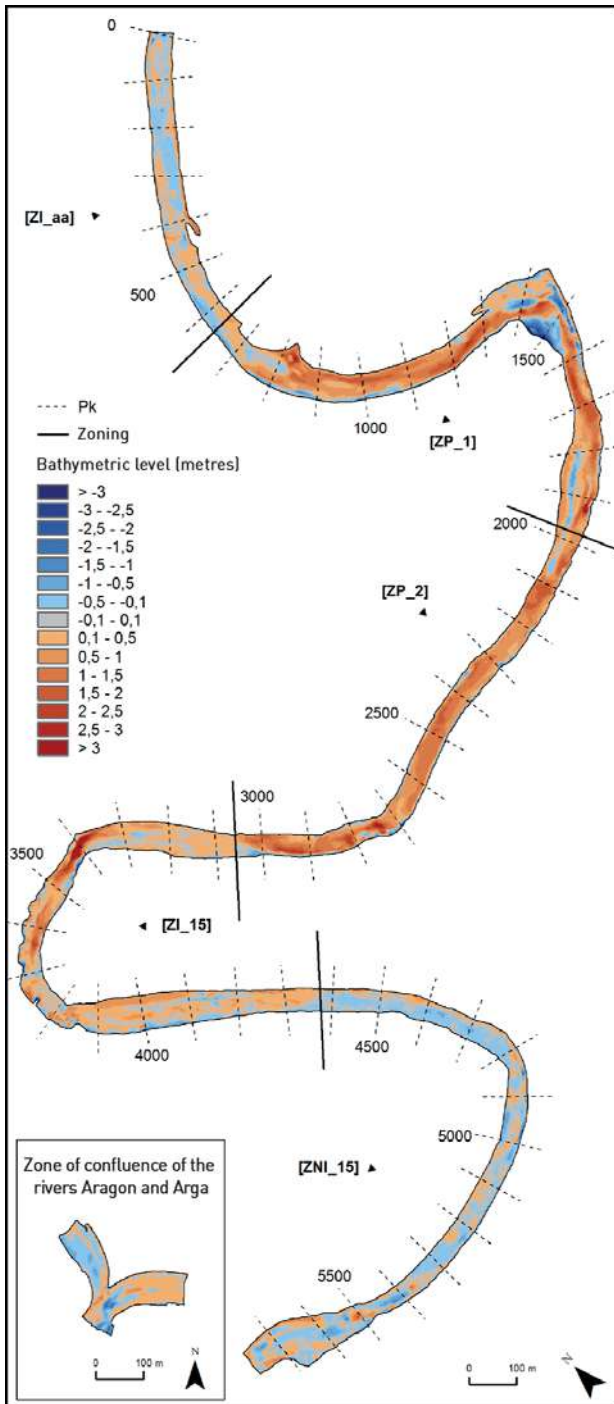 0
[ZI_aa]
500
1500
Pk
1000
Zoning
[ZP_1]
Bathymetric level (metres)
> -3
-3 - -2,5
-2,5 - -2
-2 - -1,5
-1,5 - -1
-1 - -0,5
-0,5 - -0,1
-0,1 - 0,1
0,1 - 0,5
0,5 - 1
1 - 1,5
1,5 - 2
2 - 2,5
2,5 - 3
> 3
2000
[ZP_2]
2500
3000
3500
[ZI_15]
4000
4500
5000
[ZNI_15]
5500
Zone of confluence of the
rivers Aragon and Arga
0 100 m
N
0 100 m
N